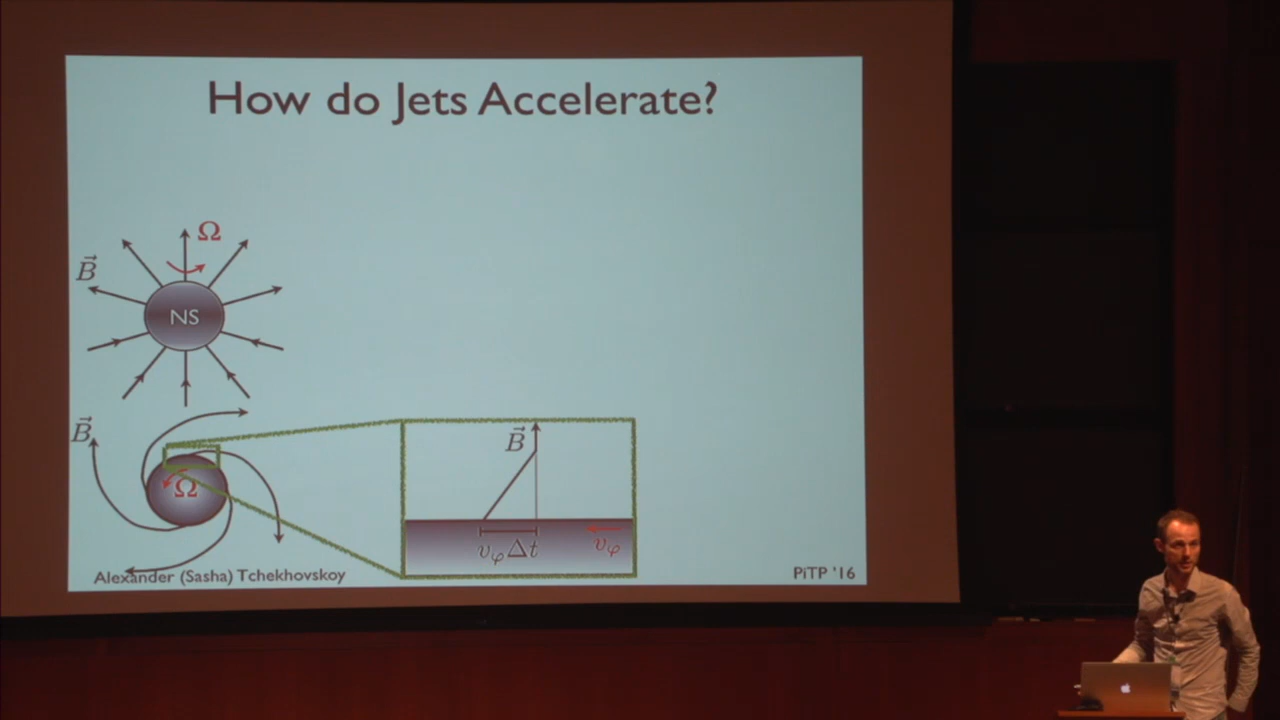 How do Jets Accelerate?
Ω
B⃗
NS
B⃗
Ω
B⃗
v_φ Δt
v_φ
Alexander (Sasha) Tchekhovskoy
PiTP '16